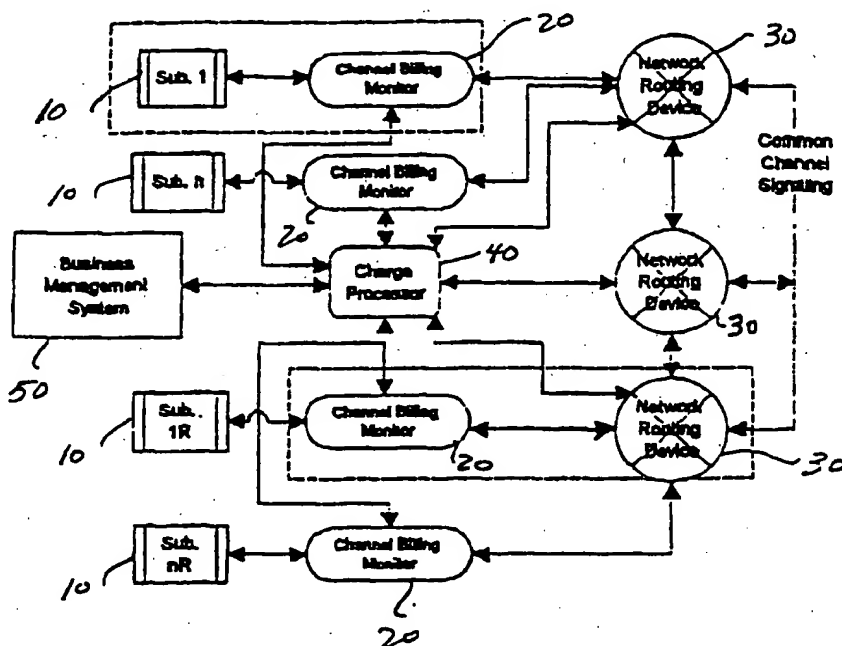 20
30
10
Sub. 1
Channel Billing
Monitor
Network
Routing
Device
Common
Channel
Signaling
10
Sub. n
Channel Billing
Monitor
20
40
Business
Management
System
Charge
Processor
Network
Routing
Device
30
50
10
Sub.
1R
Channel Billing
Monitor
20
Network
Routing
Device
30
10
Sub.
nR
Channel Billing
Monitor
20